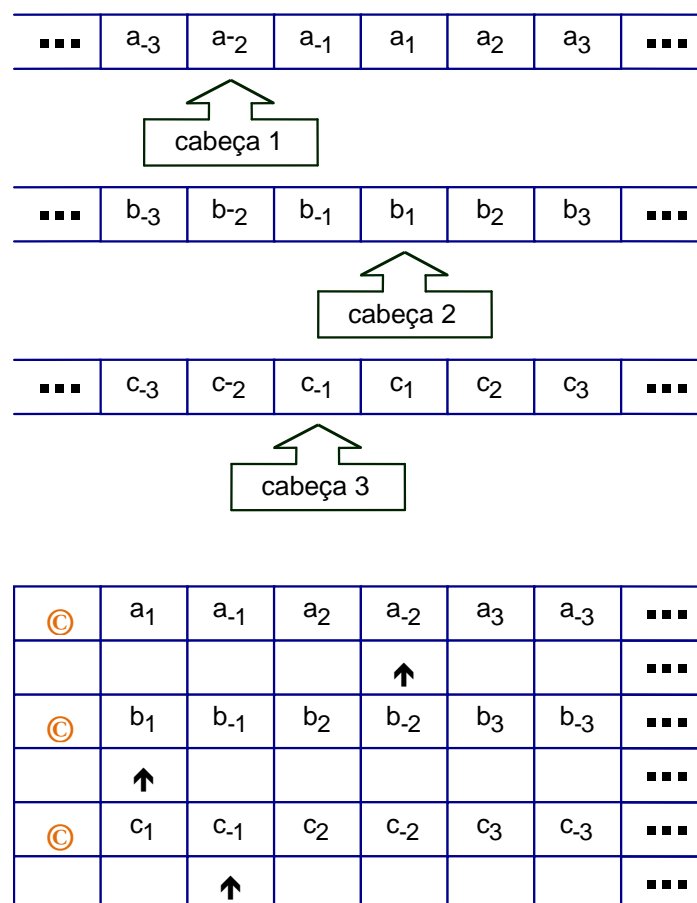 ▪▪▪ a-3 a-2 a-1 a1 a2 a3 ▪▪▪
cabeça 1
▪▪▪ b-3 b-2 b-1 b1 b2 b3 ▪▪▪
cabeça 2
▪▪▪ c-3 c-2 c-1 c1 c2 c3 ▪▪▪
cabeça 3
© a1 a-1 a2 a-2 a3 a-3 ▪▪▪
↑ ▪▪▪
© b1 b-1 b2 b-2 b3 b-3 ▪▪▪
↑ ▪▪▪
© c1 c-1 c2 c-2 c3 c-3 ▪▪▪
↑ ▪▪▪